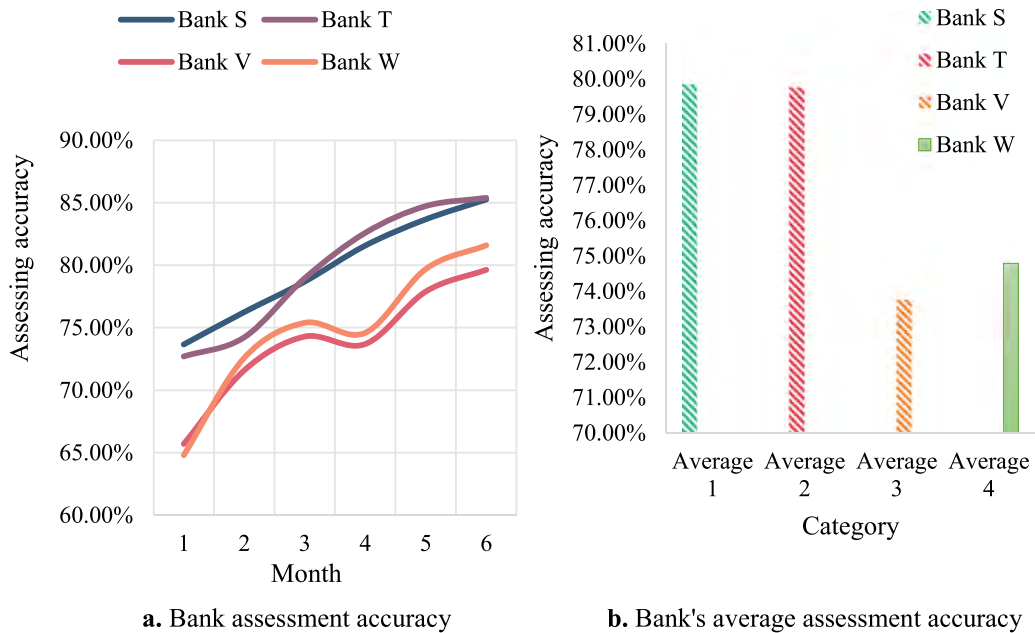 Bank S Bank T
Bank V Bank W
90.00%
85.00%
80.00%
75.00%
70.00%
65.00%
60.00%
Assessing accuracy
1 2 3 4 5 6
Month
a. Bank assessment accuracy
Bank S
Bank T
Bank V
Bank W
81.00%
80.00%
79.00%
78.00%
77.00%
76.00%
75.00%
74.00%
73.00%
72.00%
71.00%
70.00%
Assessing accuracy
Average Average Average Average
1 2 3 4
Category
b. Bank's average assessment accuracy